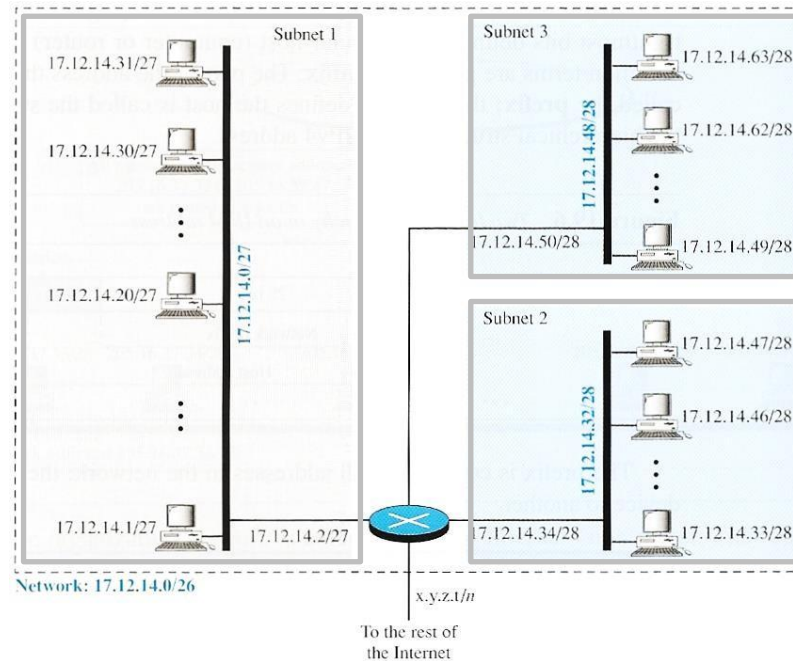 Subnet 1
17.12.14.31/27
17.12.14.30/27
17.12.14.0/27
17.12.14.20/27
17.12.14.1/27
17.12.14.2/27
Subnet 3
17.12.14.63/28
17.12.14.62/28
17.12.14.48/28
17.12.14.50/28
17.12.14.49/28
Subnet 2
17.12.14.47/28
17.12.14.46/28
17.12.14.32/28
17.12.14.34/28
17.12.14.33/28
Network: 17.12.14.0/26
x.y.z.t/n
To the rest of
the Internet